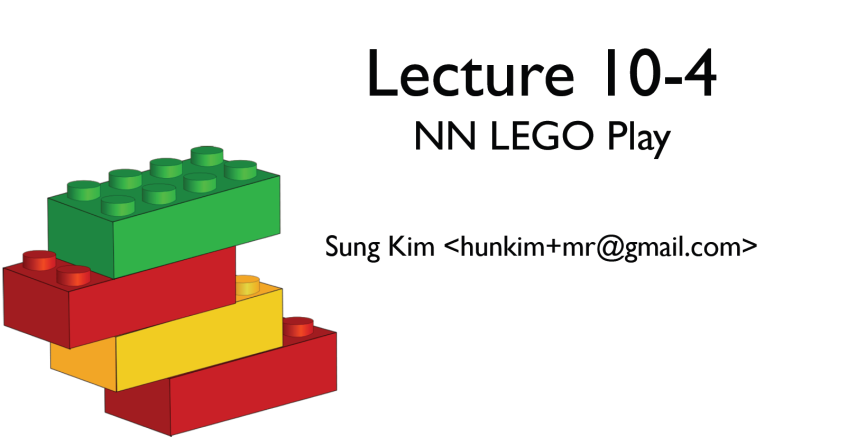 Lecture 10-4
NN LEGO Play
Sung Kim <hunkim+mr@gmail.com>